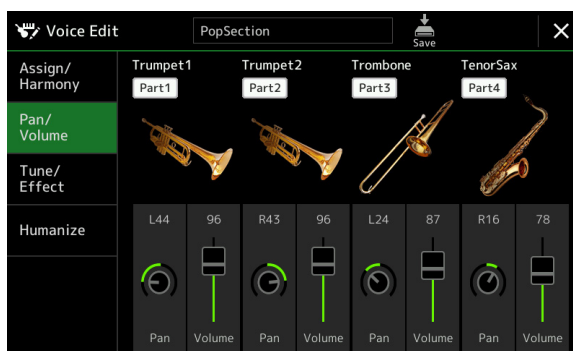 Voice Edit
PopSection
Save
Assign/
Harmony
Pan/
Volume
Tune/
Effect
Humanize
Trumpet1 Trumpet2 Trombone TenorSax
Part1 Part2 Part3 Part4
L44 96 R43 96 L24 87 R16 78
Pan Volume Pan Volume Pan Volume Pan Volume